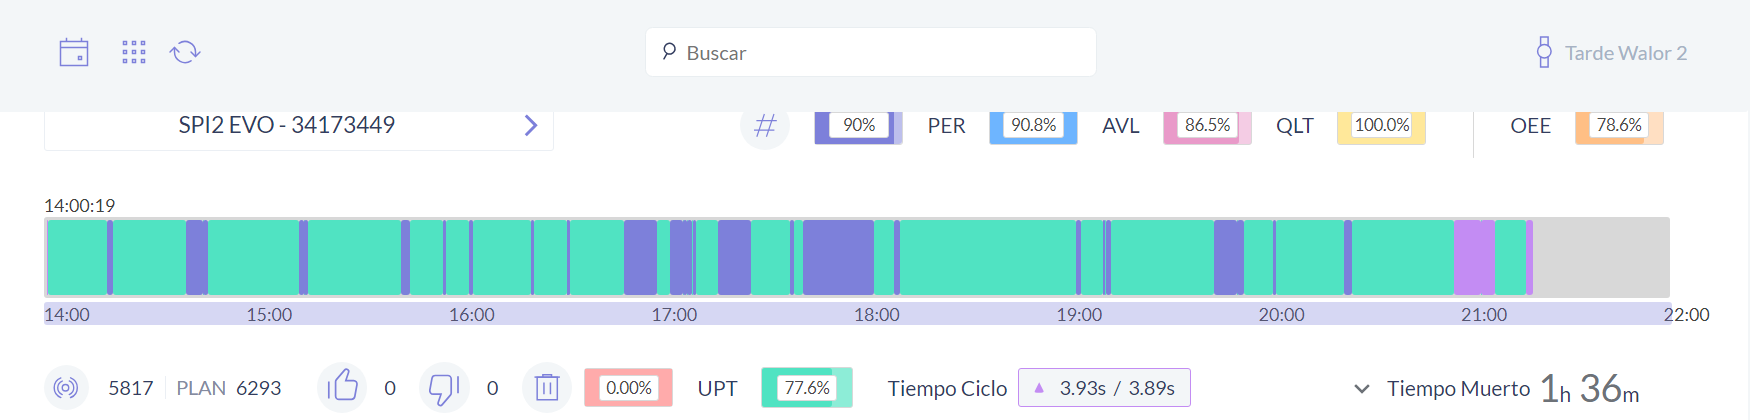 Buscar
Tarde Walor 2
SPI2 EVO - 34173449
# 90% PER 90.8% AVL 86.5% QLT 100.0% OEE 78.6%
14:00:19
14:00 15:00 16:00 17:00 18:00 19:00 20:00 21:00 22:00
5817 PLAN 6293 0 0 0.00% UPT 77.6% Tiempo Ciclo 3.93s / 3.89s Tiempo Muerto 1h 36m